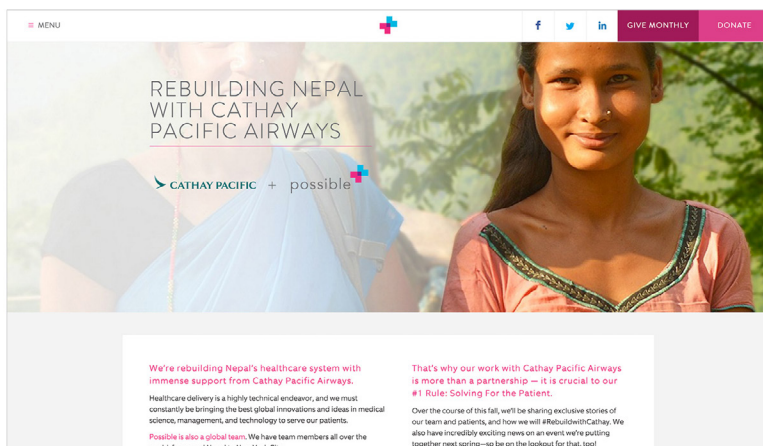 ≡ MENU
f
in
GIVE MONTHLY
DONATE
REBUILDING NEPAL
WITH CATHAY
PACIFIC AIRWAYS
CATHAY PACIFIC + possible
We're rebuilding Nepal's healthcare system with
immense support from Cathay Pacific Airways.
Healthcare delivery is a highly technical endeavor, and we must
constantly be bringing the best global innovations and ideas in medical
science, management, and technology to serve our patients.
Possible is also a global team. We have team members all over the
That's why our work with Cathay Pacific Airways
is more than a partnership — it is crucial to our
#1 Rule: Solving For the Patient.
Over the course of this fall, we'll be sharing exclusive stories of
our team and patients, and how we will #RebuildwithCathay. We
also have incredibly exciting news on an event we're putting
together next spring—so be on the lookout for that, too!